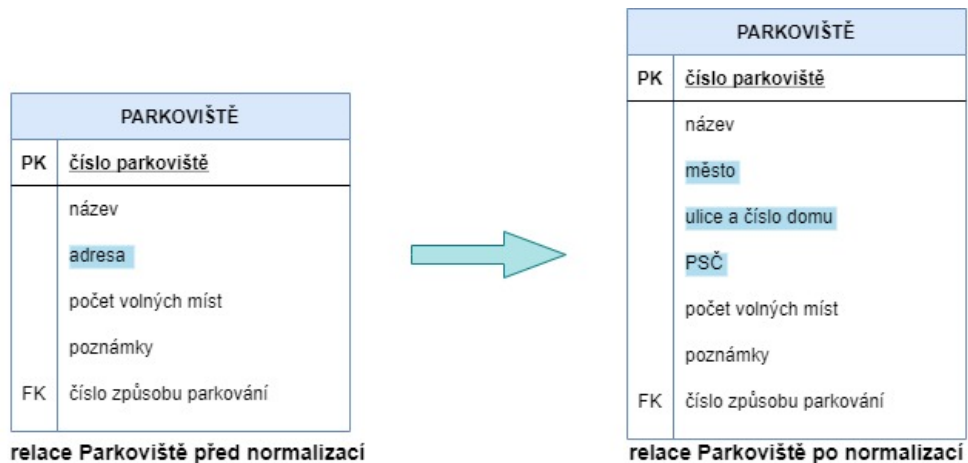 PARKOVIŠTĚ
PK číslo parkoviště
název
adresa
počet volných míst
poznámky
FK číslo způsobu parkování
relace Parkoviště před normalizací
PARKOVIŠTĚ
PK číslo parkoviště
název
město
ulice a číslo domu
PSČ
počet volných míst
poznámky
FK číslo způsobu parkování
relace Parkoviště po normalizací